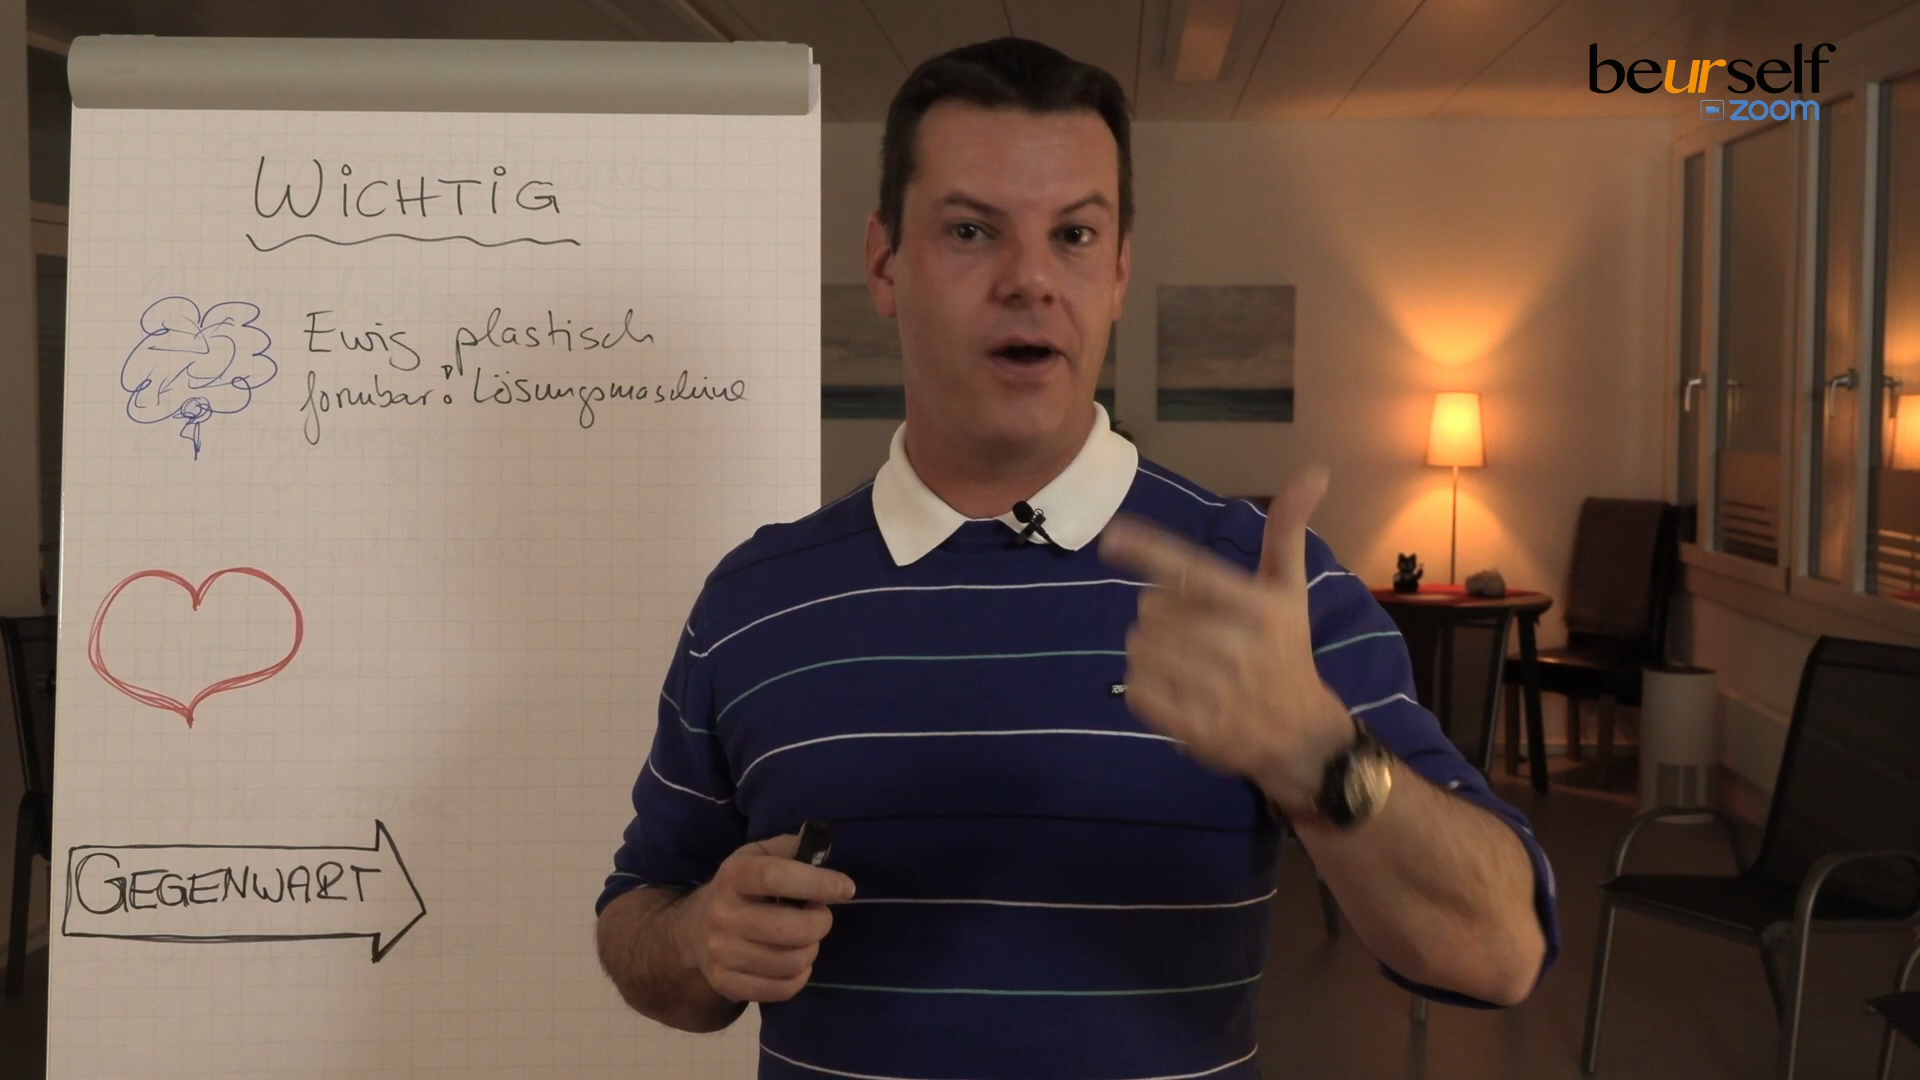 beurself
zoom
WiCHTiG
Ewig plastisch
formbar! Lösungsmaschine
GEGENWART